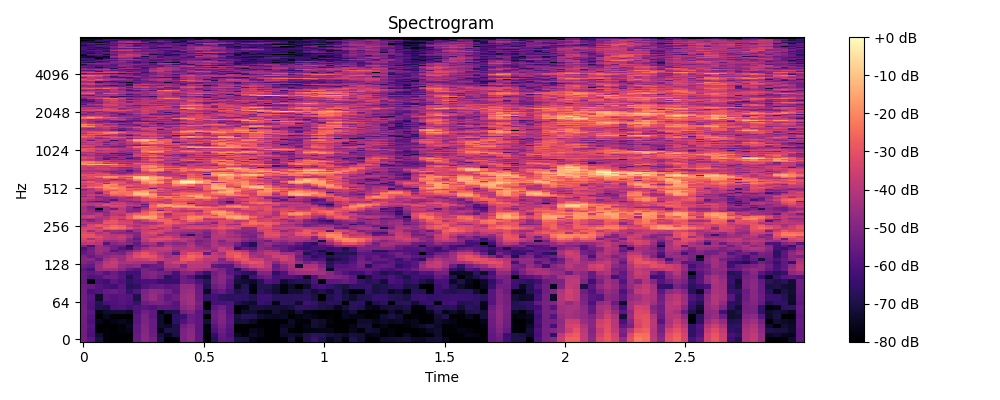 Spectrogram
Hz
4096
2048
1024
512
256
128
64
0
0
0.5
1
1.5
2
2.5
Time
+0 dB
-10 dB
-20 dB
-30 dB
-40 dB
-50 dB
-60 dB
-70 dB
-80 dB